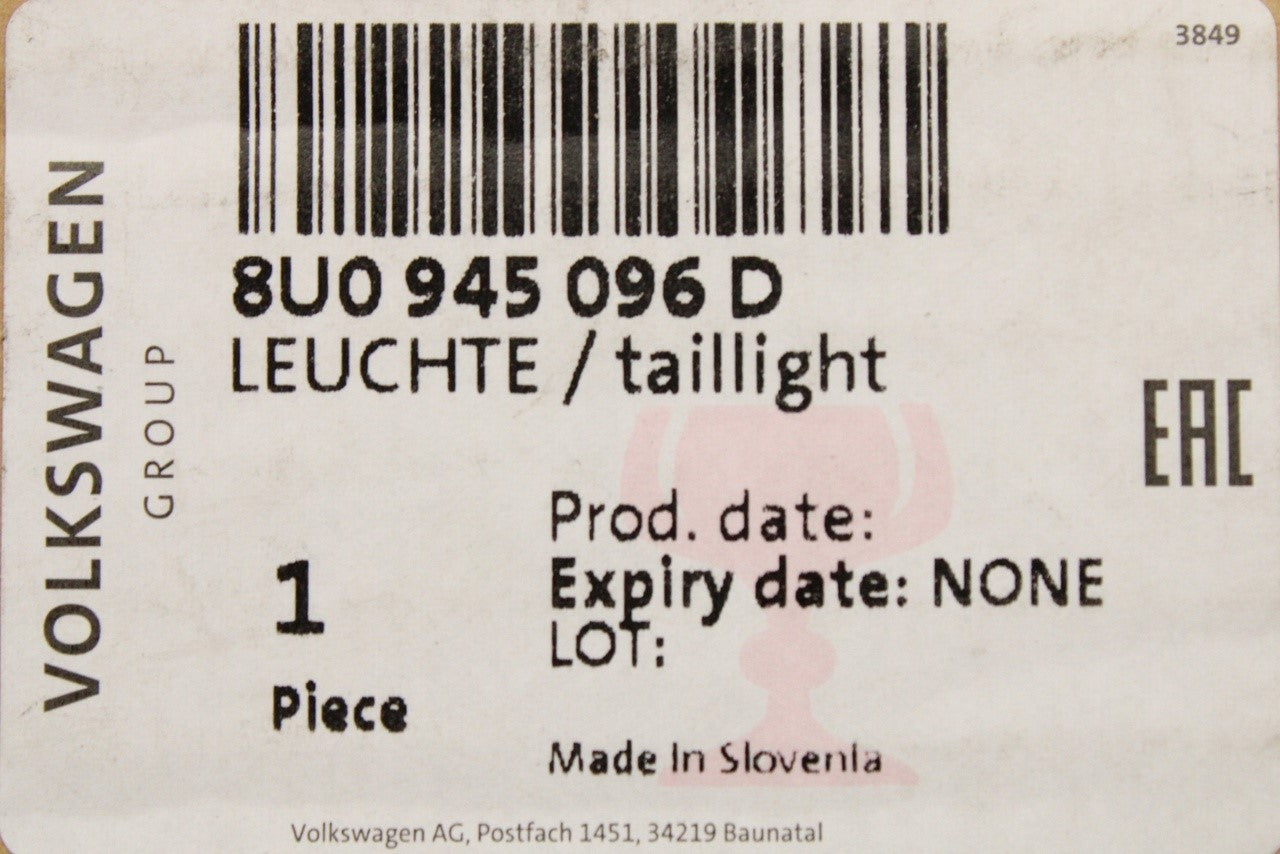 3849
VOLKSWAGEN
GROUP
8U0 945 096 D
LEUCHTE / taillight
EAC
Prod. date:
Expiry date: NONE
LOT:
1
Piece
Made In Slovenia
Volkswagen AG, Postfach 1451, 34219 Baunatal